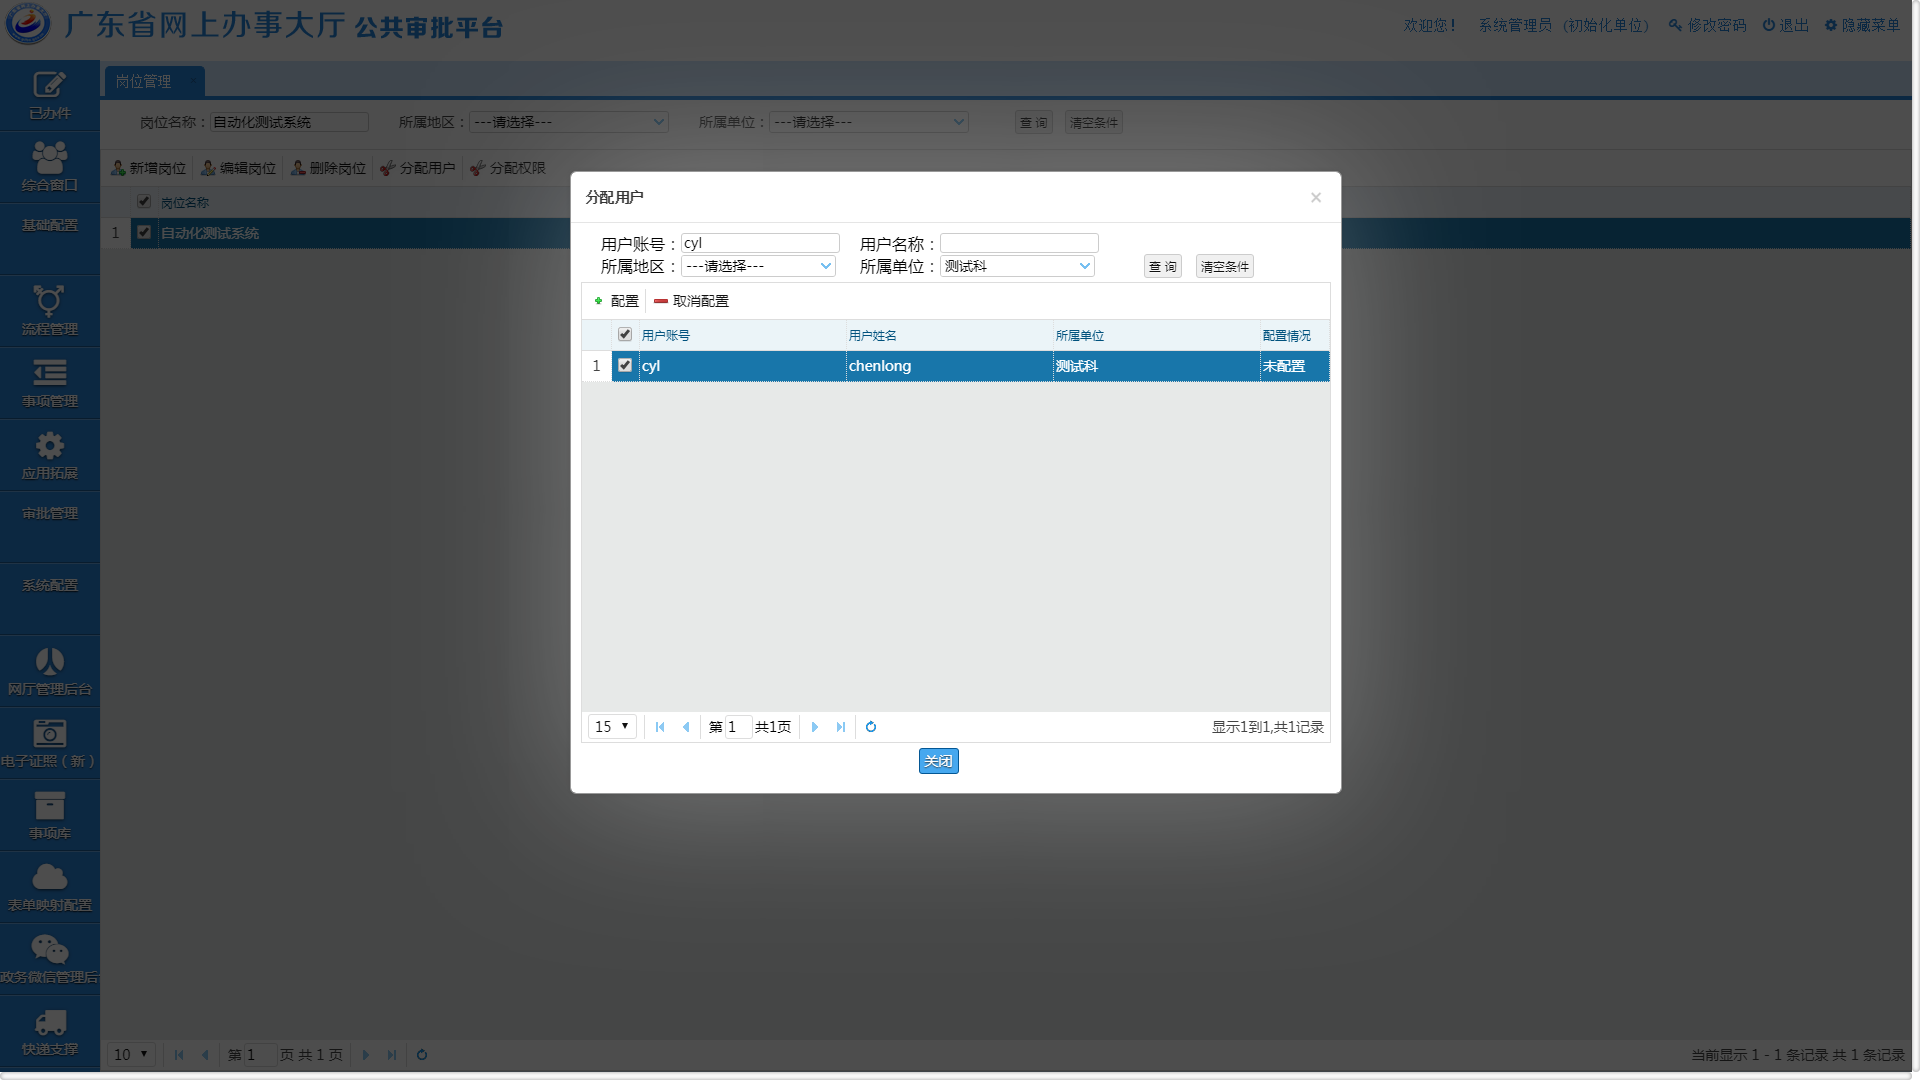 广东省网上办事大厅 公共审批平台
欢迎您! 系统管理员 (初始化单位) 修改密码 退出 隐藏菜单
岗位管理
岗位名称: 自动化测试系统 所属地区: ---请选择--- 所属单位: ---请选择--- 查 询 清空条件
新增岗位 编辑岗位 删除岗位 分配用户 分配权限
岗位名称
1 自动化测试系统
已办件
综合窗口
基础配置
流程管理
事项管理
应用拓展
审批管理
系统配置
网厅管理后台
电子证照(新)
事项库
表单映射配置
政务微信管理后
快递支撑
分配用户 ×
用户账号: cyl 用户名称:
所属地区: ---请选择--- 所属单位: 测试科 查 询 清空条件
配置 取消配置
用户账号 用户姓名 所属单位 配置情况
1 cyl chenlong 测试科 未配置
15 第 1 共1页 显示1到1,共1记录
关闭
10 第 1 页 共 1 页 当前显示 1 - 1 条记录 共 1 条记录